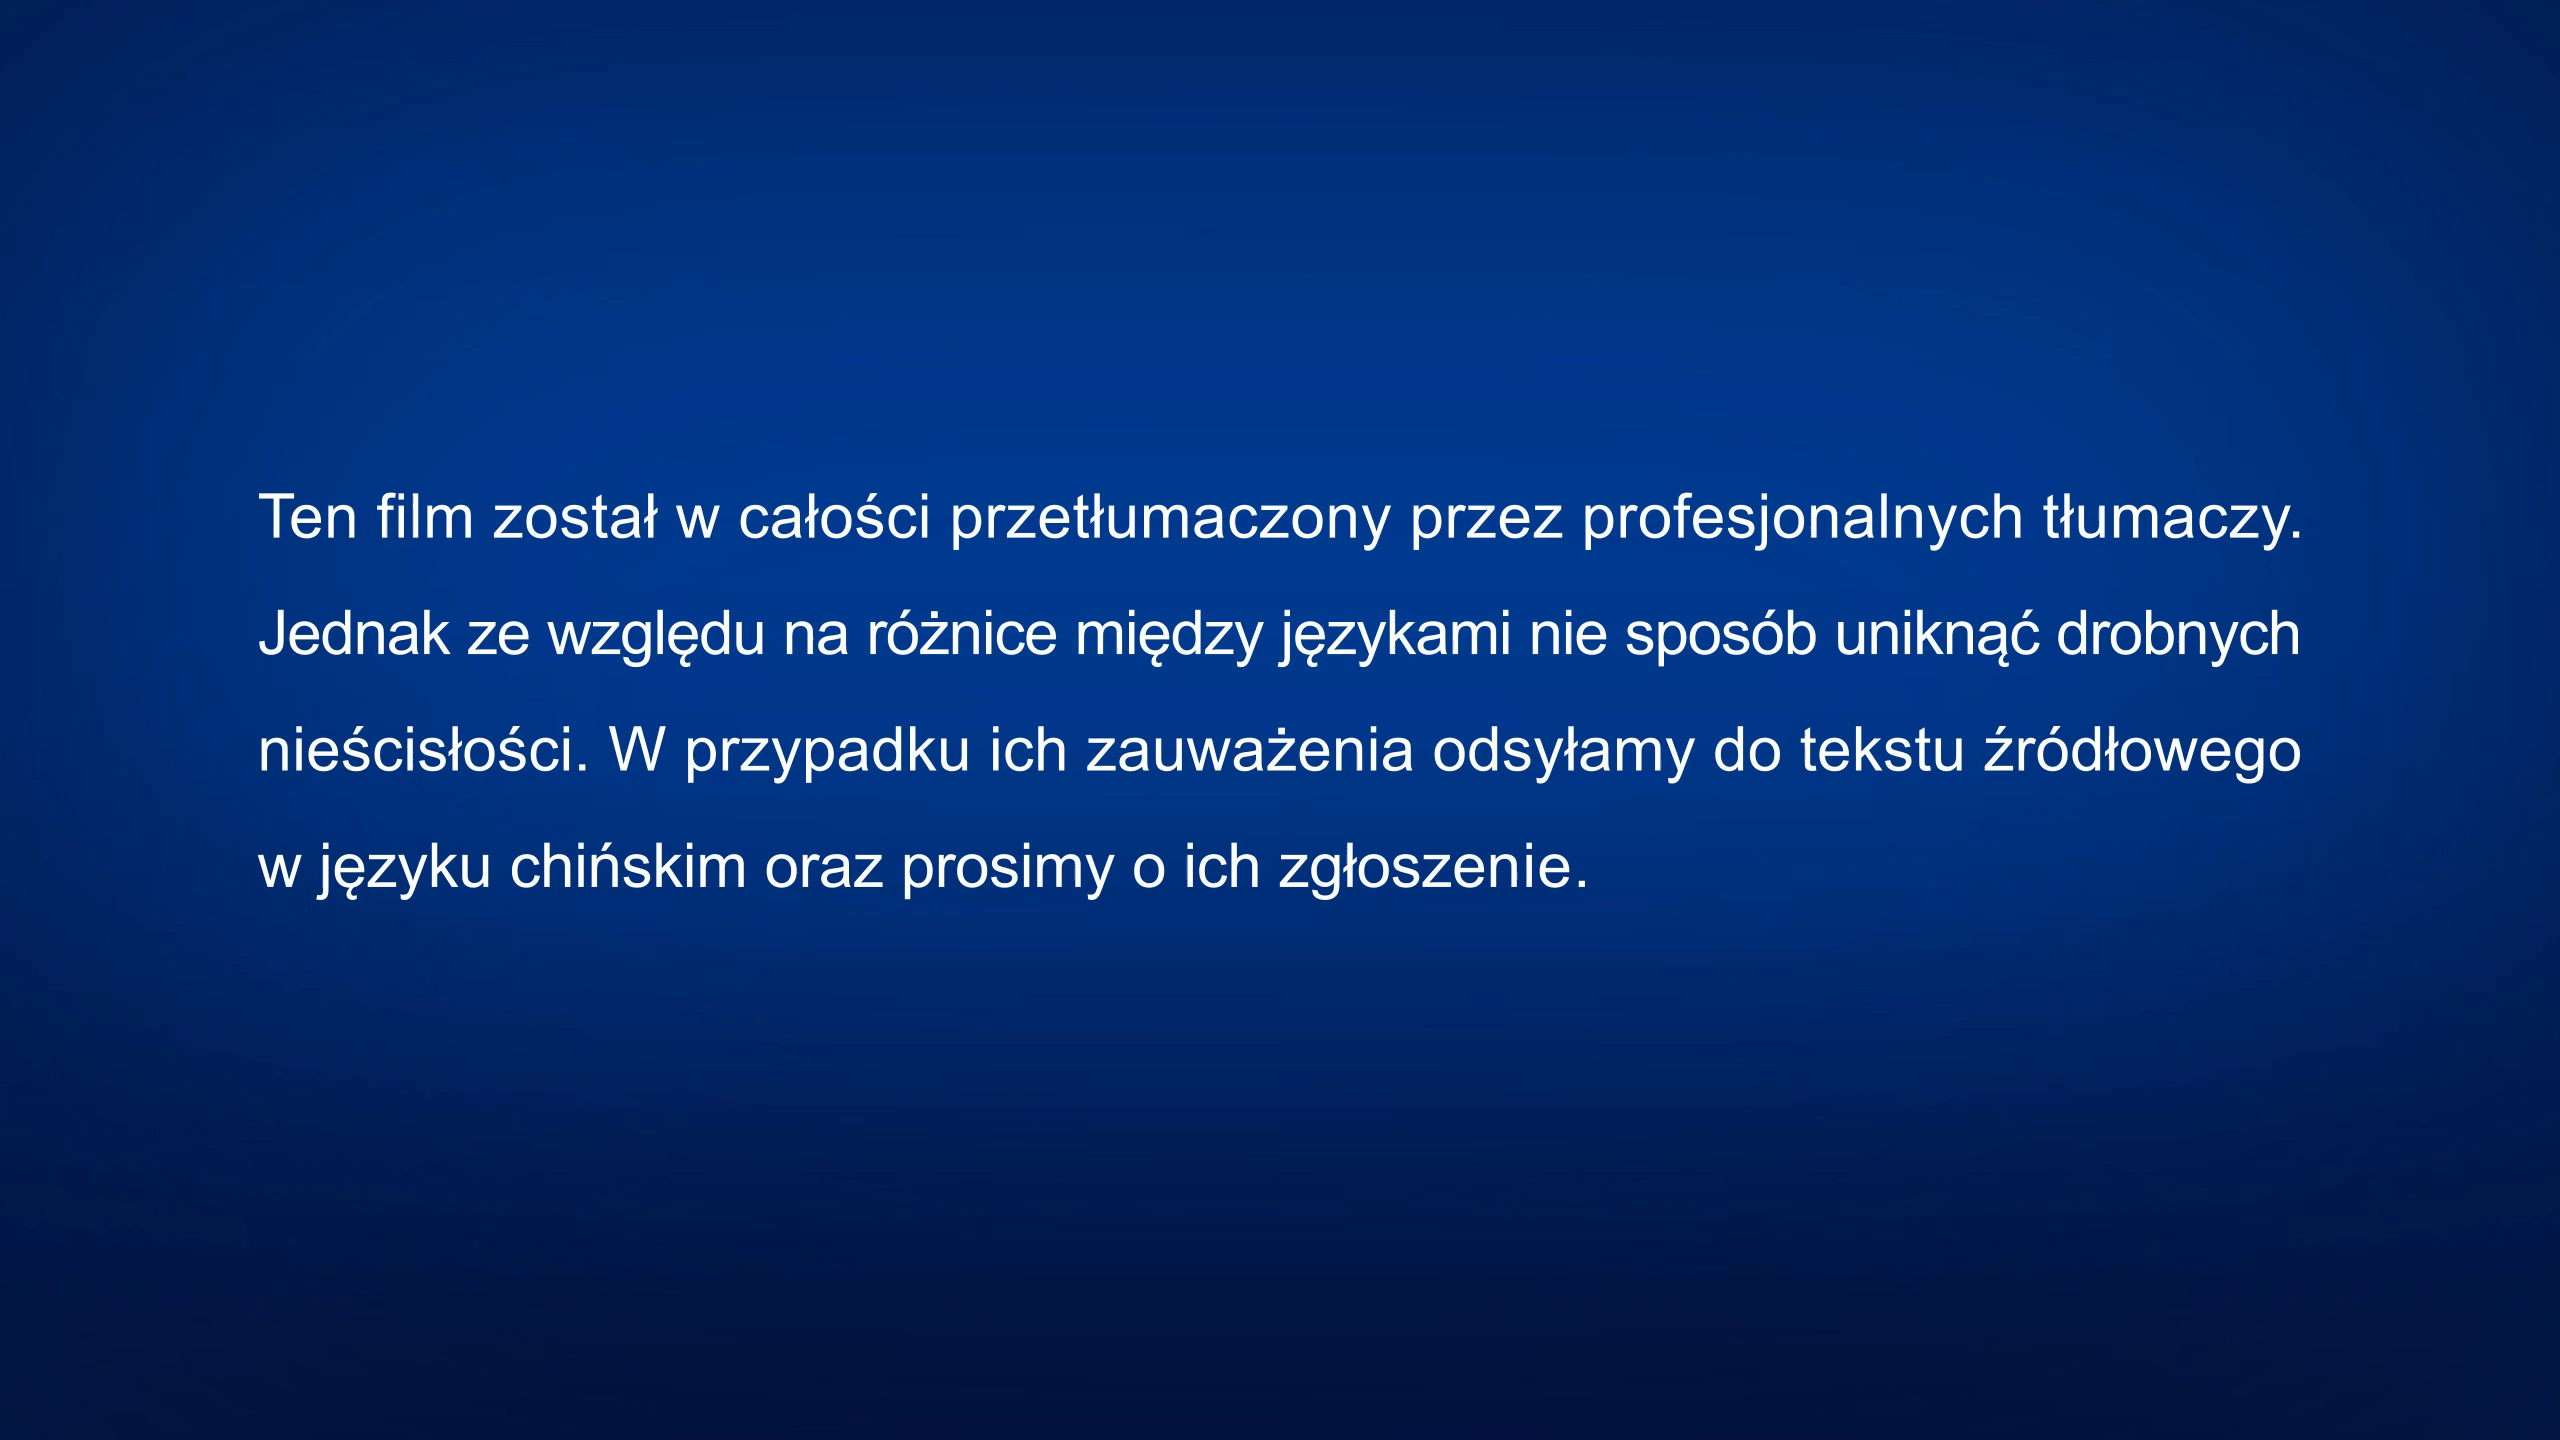 Ten film został w całości przetłumaczony przez profesjonalnych tłumaczy.
Jednak ze względu na różnice między językami nie sposób uniknąć drobnych
nieścisłości. W przypadku ich zauważenia odsyłamy do tekstu źródłowego
w języku chińskim oraz prosimy o ich zgłoszenie.